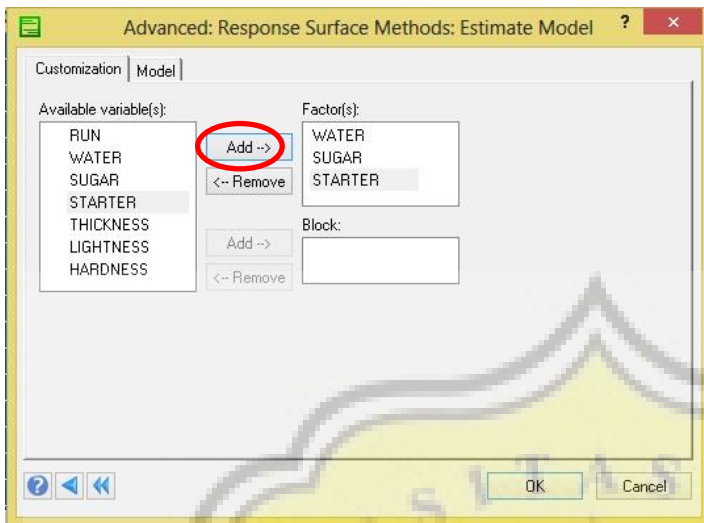 Advanced: Response Surface Methods: Estimate Model ? ×
Customization Model
Available variable(s):
RUN
WATER
SUGAR
STARTER
THICKNESS
LIGHTNESS
HARDNESS
Add -->
<-- Remove
Factor(s):
WATER
SUGAR
STARTER
Add -->
<-- Remove
Block:
? 
OK Cancel
I T A S